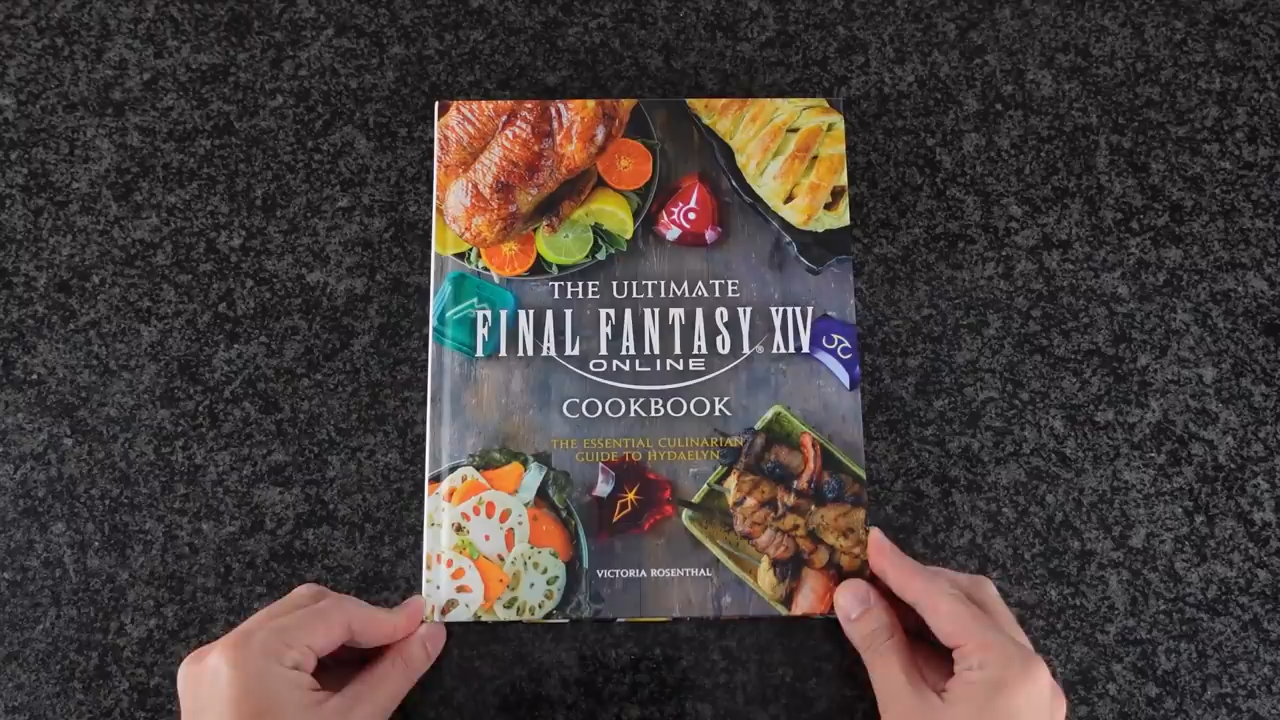 THE ULTIMATE
FINAL FANTASY® XIV
ONLINE
COOKBOOK
THE ESSENTIAL CULINARIAN
GUIDE TO HYDAELYN
VICTORIA ROSENTHAL